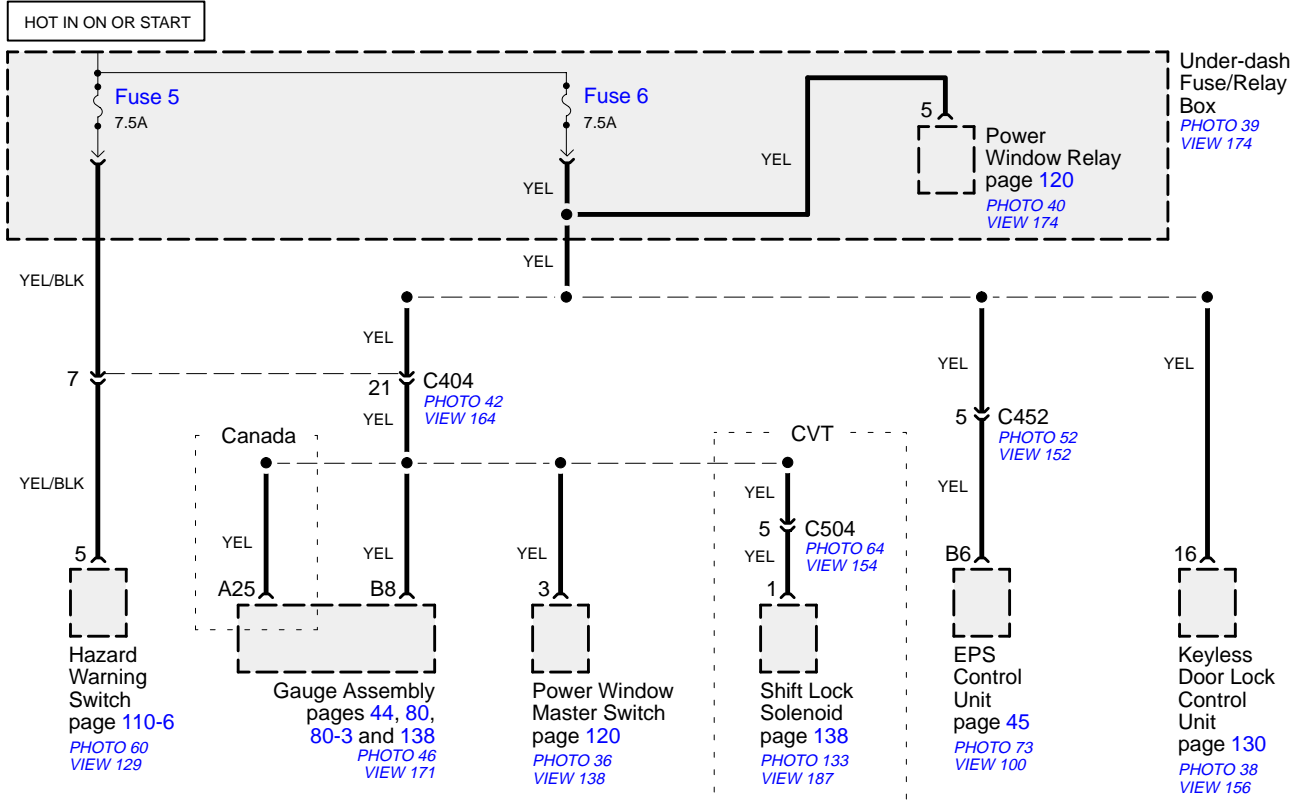 HOT IN ON OR START
Under-dash
Fuse/Relay
Box
PHOTO 39
VIEW 174
Fuse 5
7.5A
Fuse 6
7.5A
YEL
YEL
5
Power
Window Relay
page 120
PHOTO 40
VIEW 174
YEL/BLK
YEL
YEL
YEL
YEL
7
21
C404
PHOTO 42
VIEW 164
YEL
5
C452
PHOTO 52
VIEW 152
Canada
CVT
YEL/BLK
YEL
YEL
5
C504
PHOTO 64
VIEW 154
YEL
YEL
YEL
YEL
5
A25
B8
3
1
B6
16
Hazard
Warning
Switch
page 110-6
PHOTO 60
VIEW 129
Gauge Assembly
pages 44, 80,
80-3 and 138
PHOTO 46
VIEW 171
Power Window
Master Switch
page 120
PHOTO 36
VIEW 138
Shift Lock
Solenoid
page 138
PHOTO 133
VIEW 187
EPS
Control
Unit
page 45
PHOTO 73
VIEW 100
Keyless
Door Lock
Control
Unit
page 130
PHOTO 38
VIEW 156